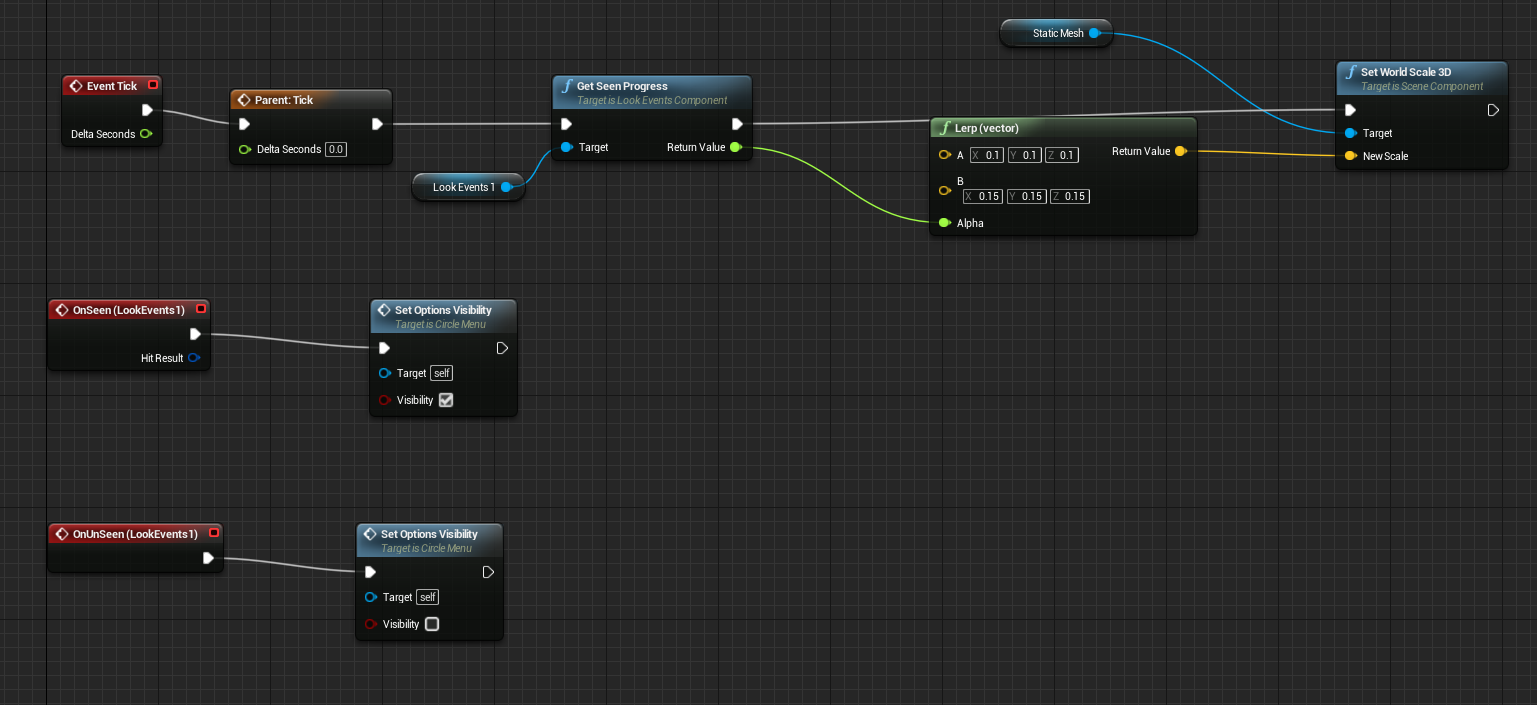 Static Mesh
Event Tick
Delta Seconds
Parent: Tick
Delta Seconds 0.0
Get Seen Progress
Target is Look Events Component
Target Return Value
Look Events 1
Lerp (vector)
A X 0.1 Y 0.1 Z 0.1 Return Value
B
X 0.15 Y 0.15 Z 0.15
Alpha
Set World Scale 3D
Target is Scene Component
Target
New Scale
OnSeen (LookEvents1)
Hit Result
Set Options Visibility
Target is Circle Menu
Target self
Visibility
OnUnSeen (LookEvents1)
Set Options Visibility
Target is Circle Menu
Target self
Visibility